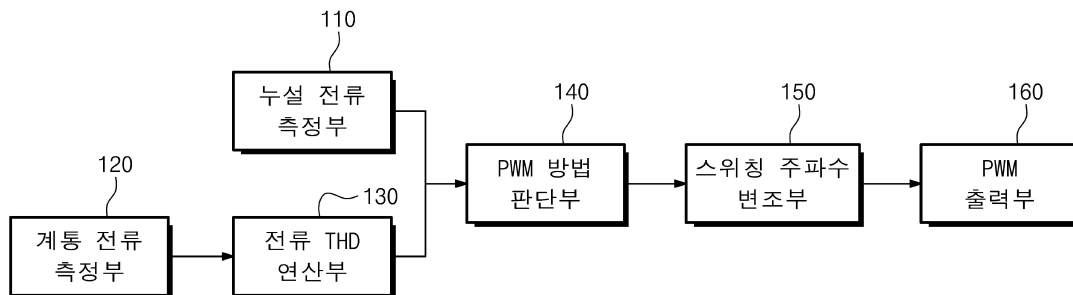 110
누설 전류
측정부
120
계통 전류
측정부
130
전류 THD
연산부
140
PWM 방법
판단부
150
스위칭 주파수
변조부
160
PWM
출력부